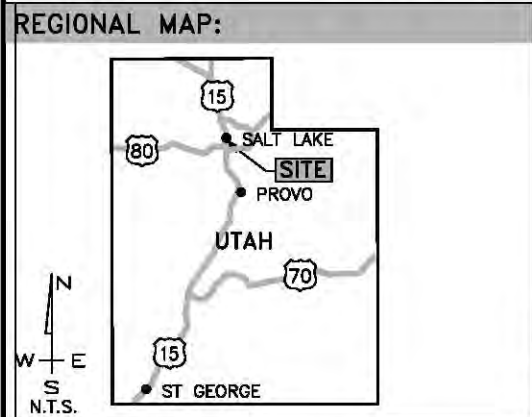 REGIONAL MAP:
15
SALT LAKE
80
SITE
PROVO
UTAH
N
70
15
W E
S
N.T.S.
ST GEORGE